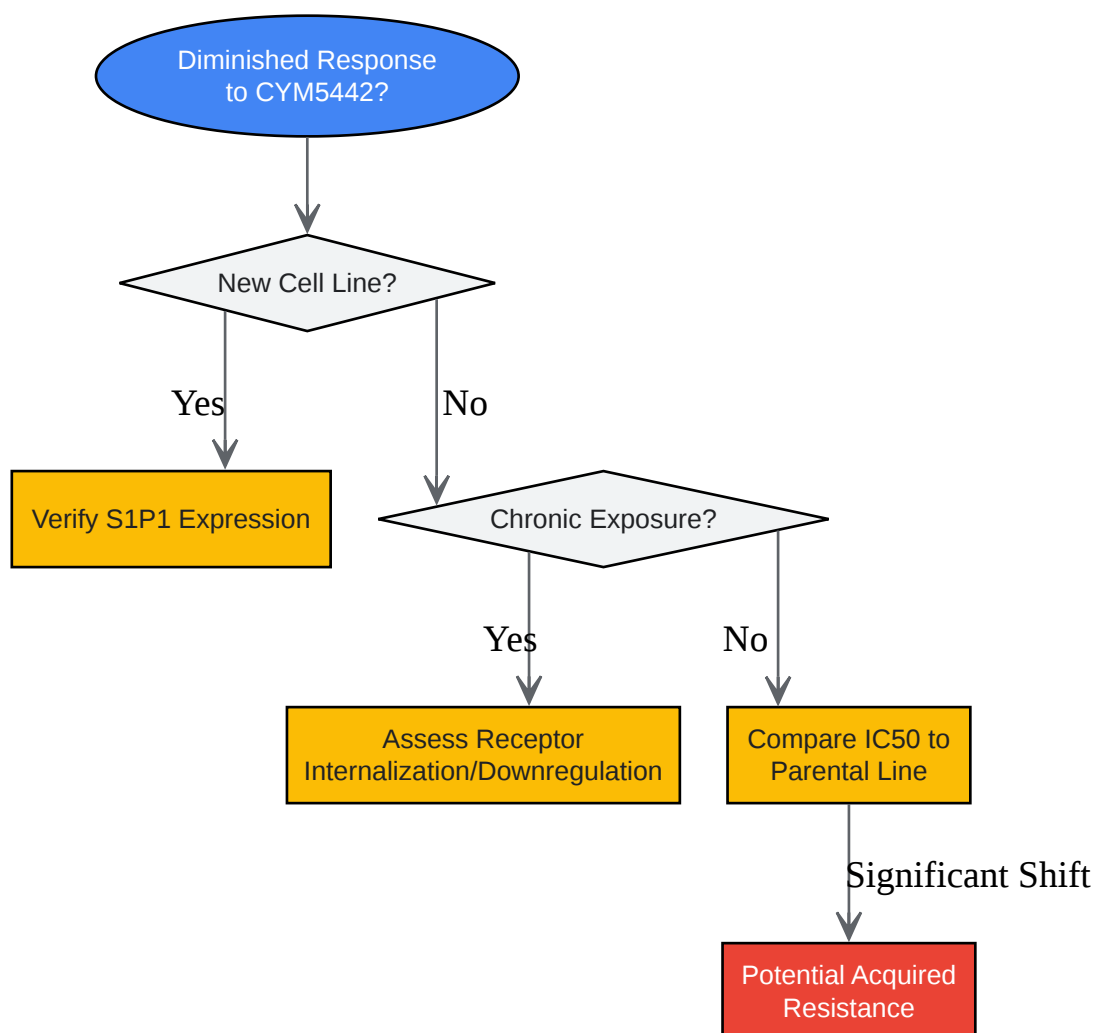 Diminished Response
to CYM5442?
New Cell Line?
Yes
No
Verify S1P1 Expression
Chronic Exposure?
Yes
No
Assess Receptor
Internalization/Downregulation
Compare IC50 to
Parental Line
Significant Shift
Potential Acquired
Resistance